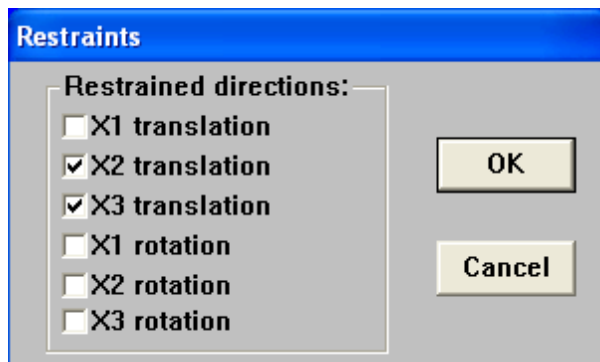 Restraints
Restrained directions:
X1 translation
X2 translation
X3 translation
X1 rotation
X2 rotation
X3 rotation
OK
Cancel